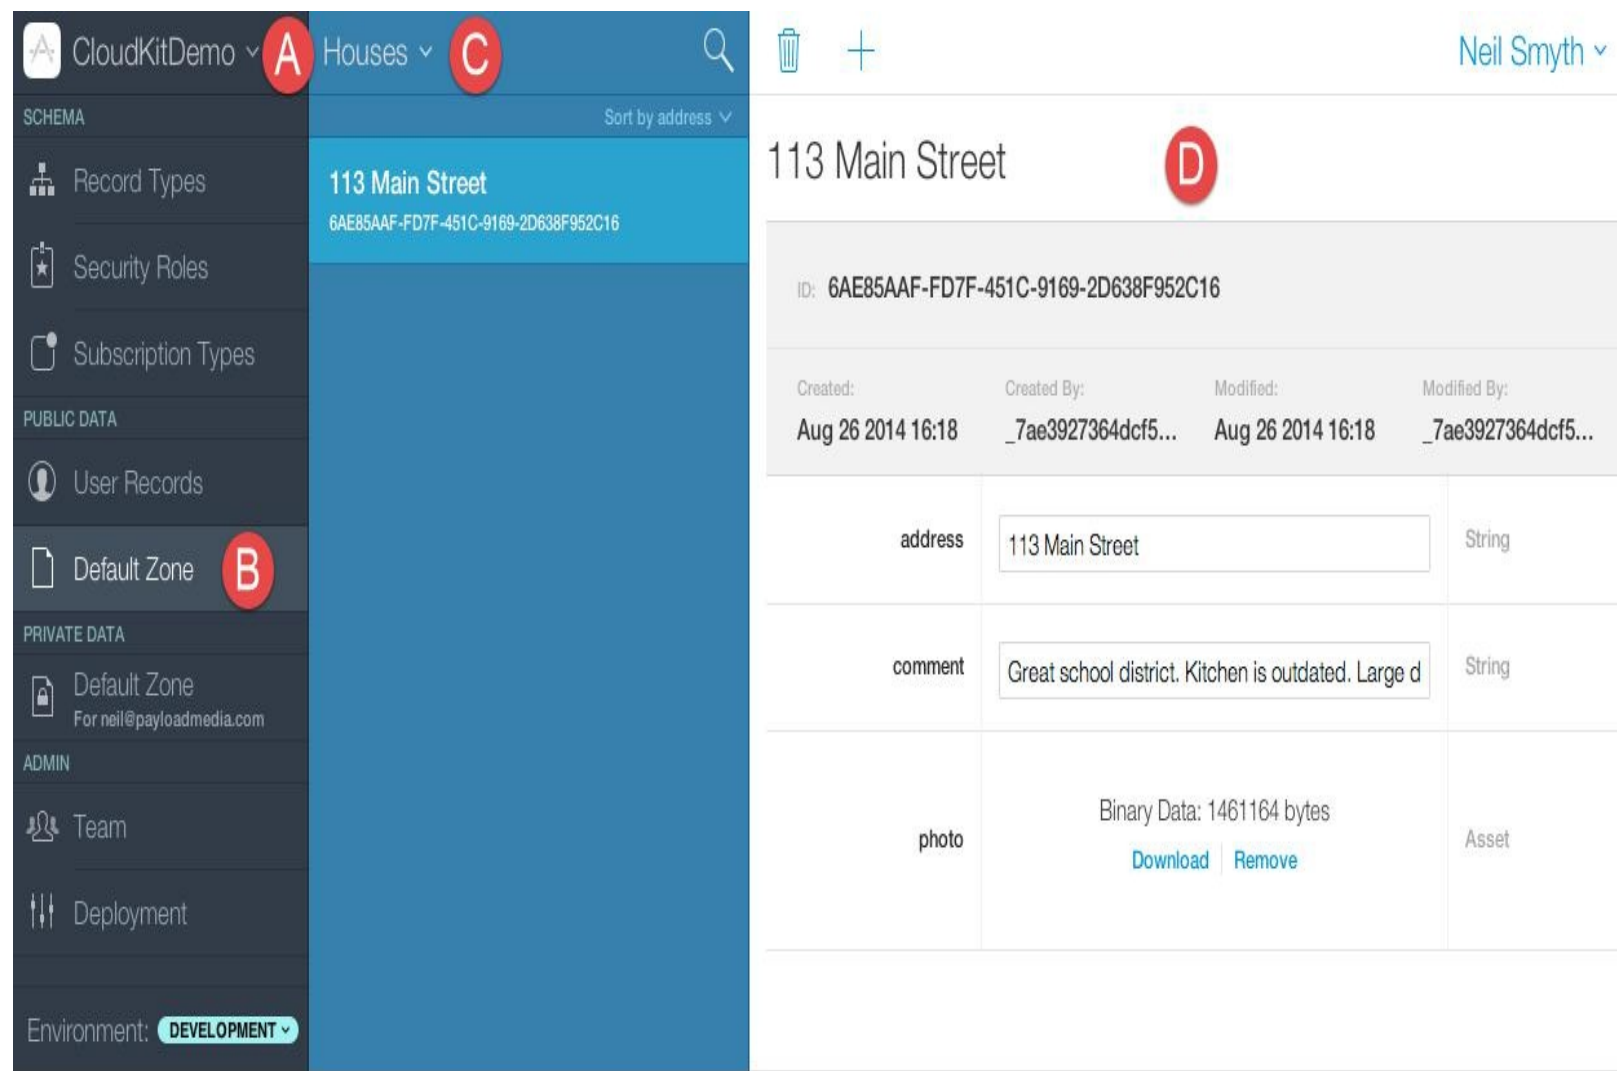 CloudKitDemo
A
SCHEMA
Record Types
Security Roles
Subscription Types
PUBLIC DATA
User Records
Default Zone
B
PRIVATE DATA
Default Zone
For neil@payloadmedia.com
ADMIN
Team
Deployment
Environment: DEVELOPMENT
Houses
C
Sort by address
113 Main Street
6AE85AAF-FD7F-451C-9169-2D638F952C16
Neil Smyth
113 Main Street
D
ID: 6AE85AAF-FD7F-451C-9169-2D638F952C16
Created: Created By: Modified: Modified By:
Aug 26 2014 16:18 _7ae3927364dcf5... Aug 26 2014 16:18 _7ae3927364dcf5...
address 113 Main Street String
comment Great school district. Kitchen is outdated. Large d String
Binary Data: 1461164 bytes
photo Asset
Download Remove